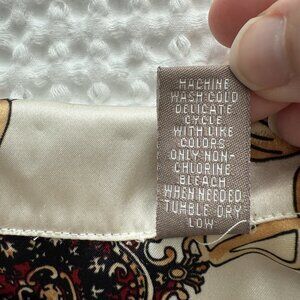 MACHINE
WASH COLD
DELICATE
CYCLE
WITH LIKE
COLORS
ONLY NON-
CHLORINE
BLEACH
WHEN NEEDED
TUMBLE DRY
LOW